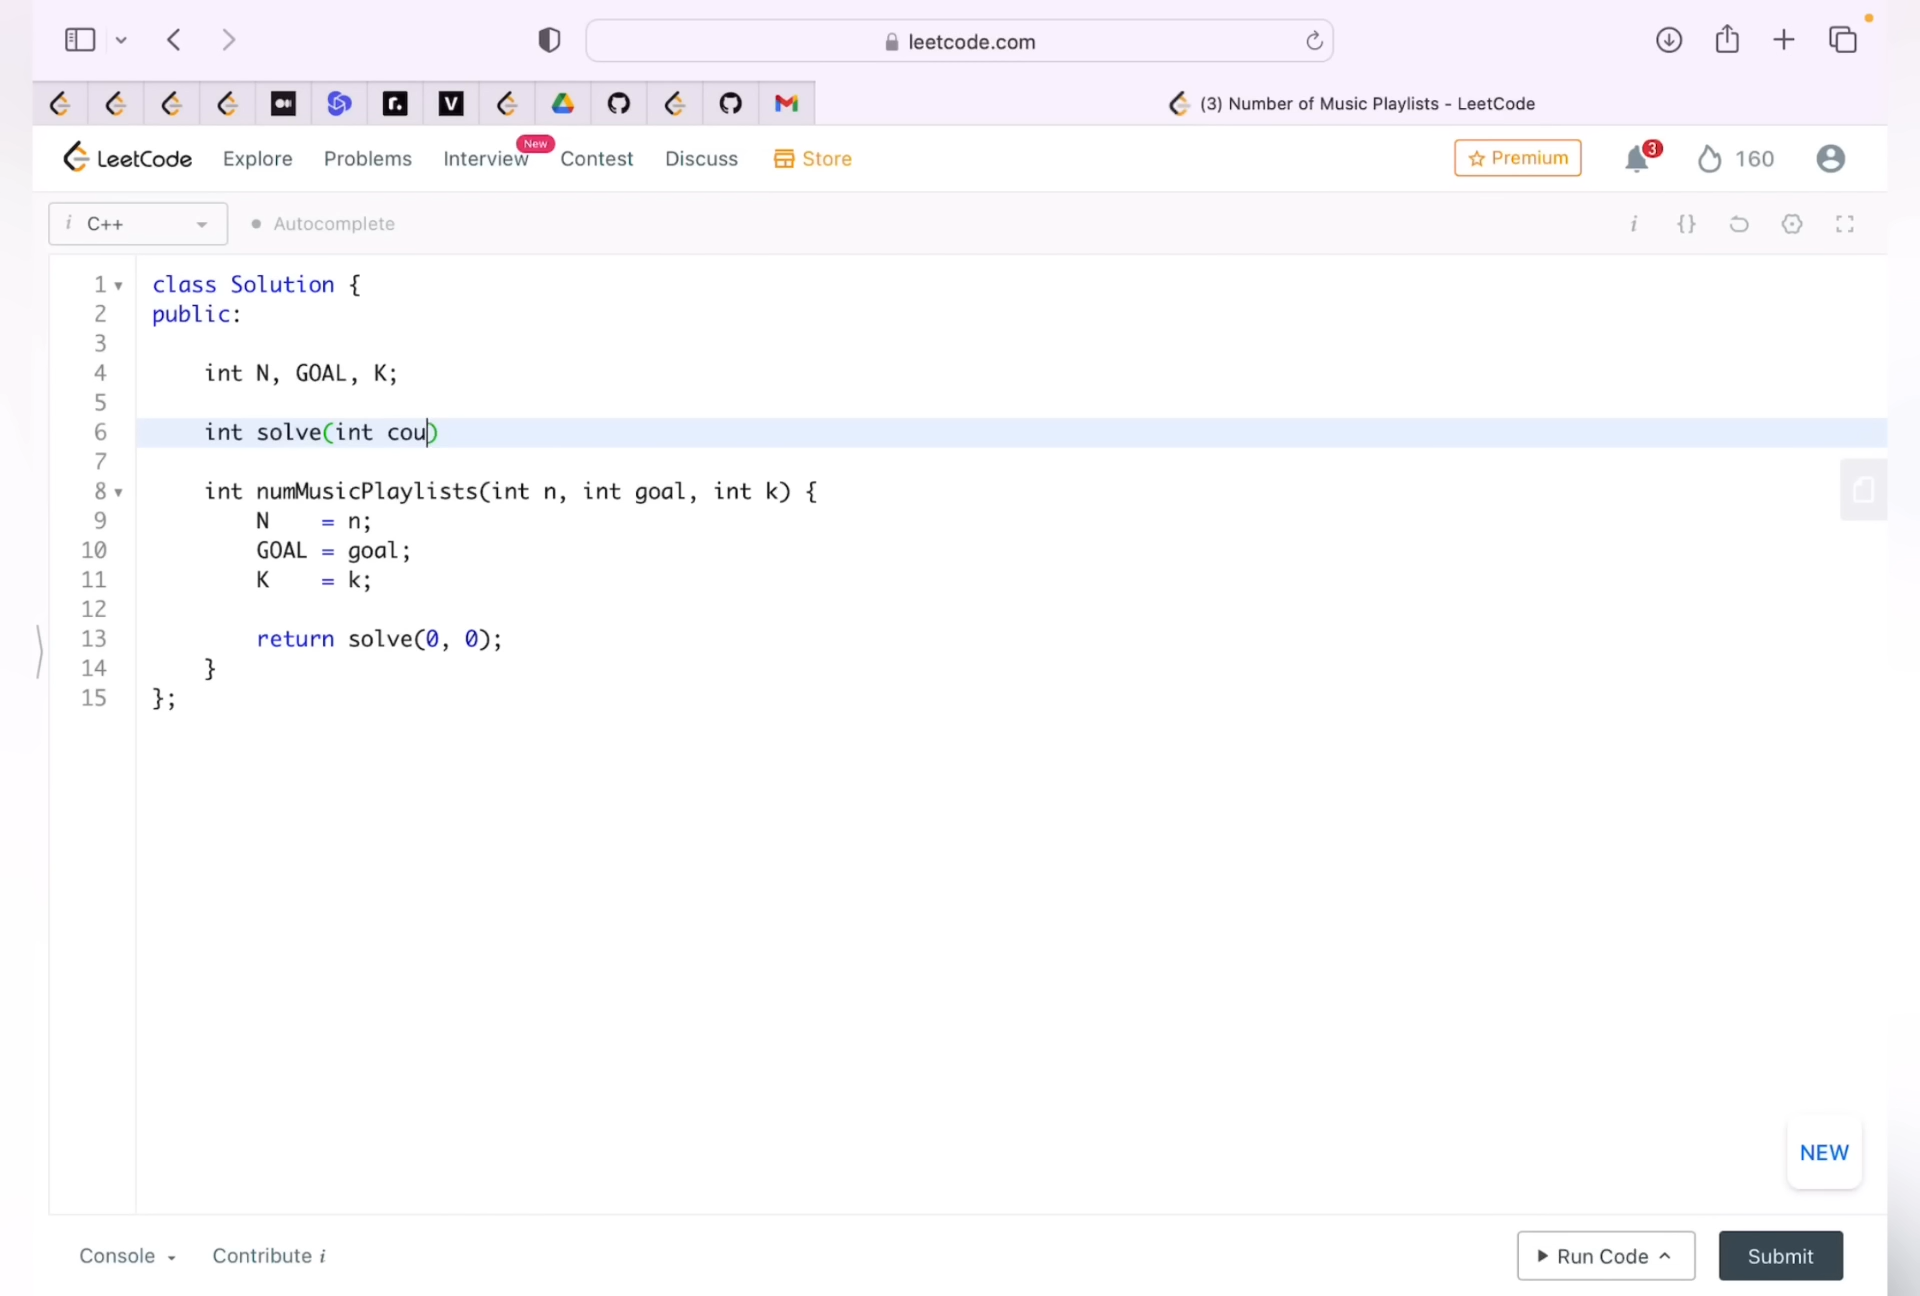 leetcode.com
(3) Number of Music Playlists - LeetCode
LeetCode Explore Problems Interview New Contest Discuss Store Premium 3 160
i C++ Autocomplete i {}
1 class Solution {
2 public:
3
4 int N, GOAL, K;
5
6 int solve(int cou)
7
8 int numMusicPlaylists(int n, int goal, int k) {
9 N = n;
10 GOAL = goal;
11 K = k;
12
13 return solve(0, 0);
14 }
15 };
NEW
Console Contribute i Run Code Submit